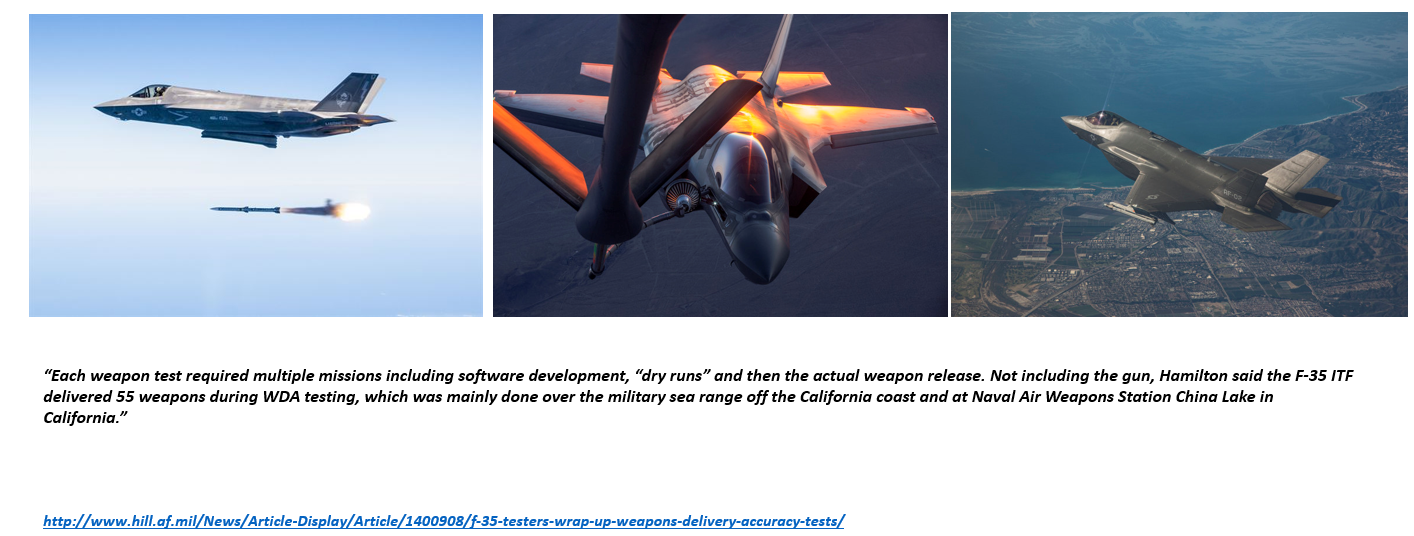 “Each weapon test required multiple missions including software development, “dry runs” and then the actual weapon release. Not including the gun, Hamilton said the F-35 ITF
delivered 55 weapons during WDA testing, which was mainly done over the military sea range off the California coast and at Naval Air Weapons Station China Lake in
California.”
http://www.hill.af.mil/News/Article-Display/Article/1400908/f-35-testers-wrap-up-weapons-delivery-accuracy-tests/